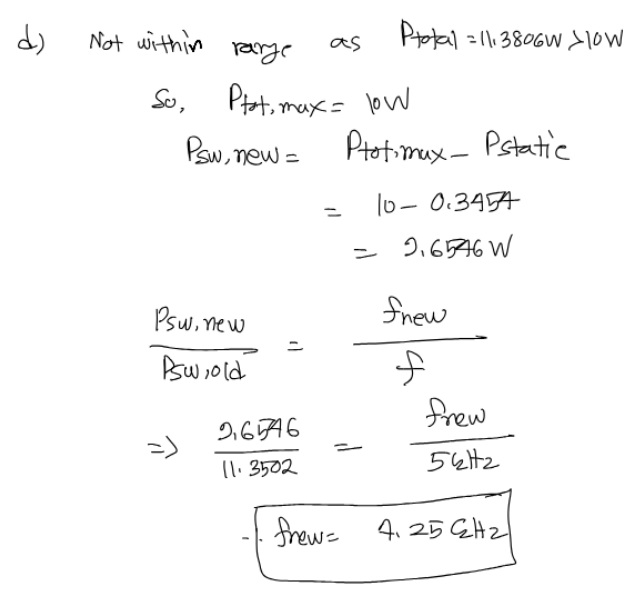 d) Not within range as Ptotal = 11.3806W > 10W
So, Ptot,max = 10W
Psw,new = Ptot,max - Pstatic
= 10 - 0.3454
= 9.6546 W
Psw,new / Psw,old = fnew / f
=> 9.6546 / 11.3502 = fnew / 5GHz
∴ fnew = 4.25 GHz